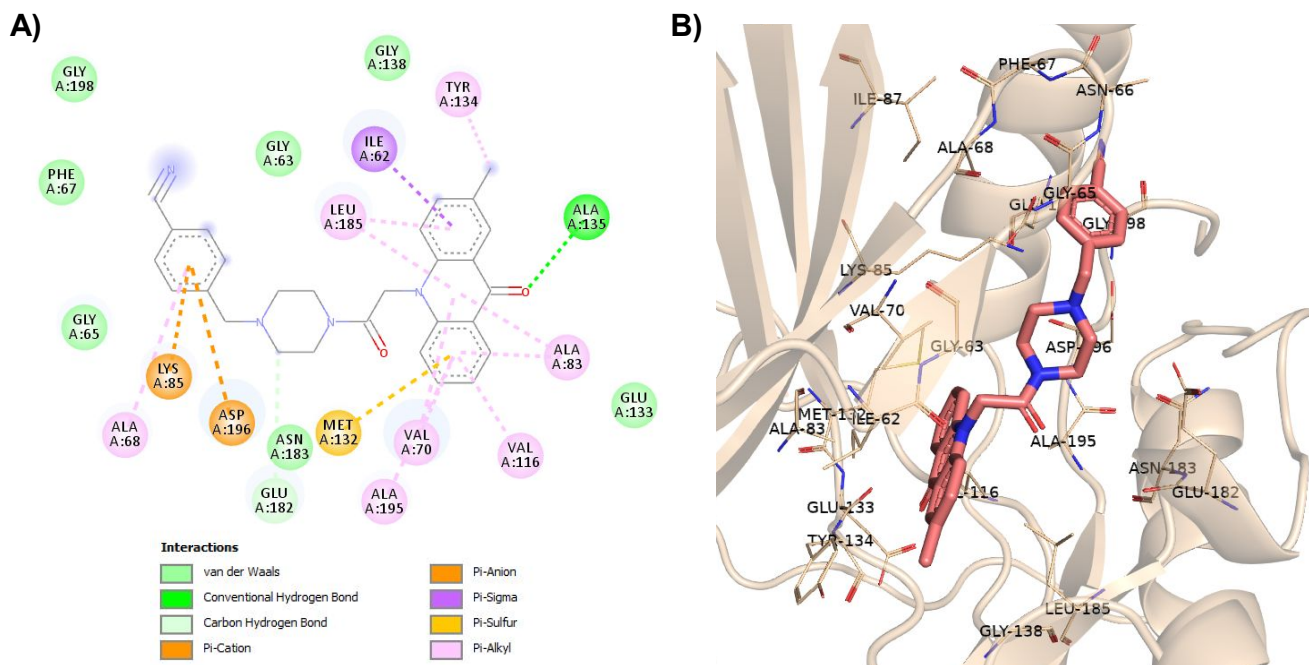 A)
GLY
A:138
GLY
A:198
TYR
A:134
GLY
A:63
ILE
A:62
PHE
A:67
N
LEU
A:185
ALA
A:135
N
O
GLY
A:65
N
N
O
ALA
A:83
LYS
A:85
GLU
A:133
ALA
A:68
ASP
A:196
MET
A:132
ASN
A:183
VAL
A:70
VAL
A:116
GLU
A:182
ALA
A:195
Interactions
van der Waals
Conventional Hydrogen Bond
Carbon Hydrogen Bond
Pi-Cation
Pi-Anion
Pi-Sigma
Pi-Sulfur
Pi-Alkyl
B)
PHE-67
ASN-66
ILE-87
ALA-68
GLY-65
LYS-85
VAL-70
GLY-63
MET-132
ALA-83
ILE-62
ALA-195
ASN-183
GLU-182
GLU-133
TYR-134
LEU-185
GLY-138